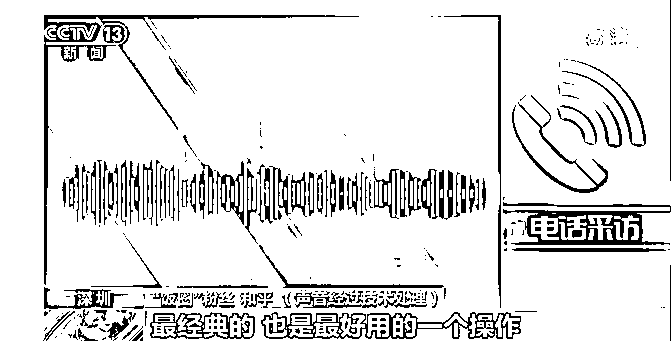 CCTV 13
新闻
电话采访
深圳
"饭圈"粉丝 和平（声音经过技术处理）
最经典的 也是最好用的一个操作